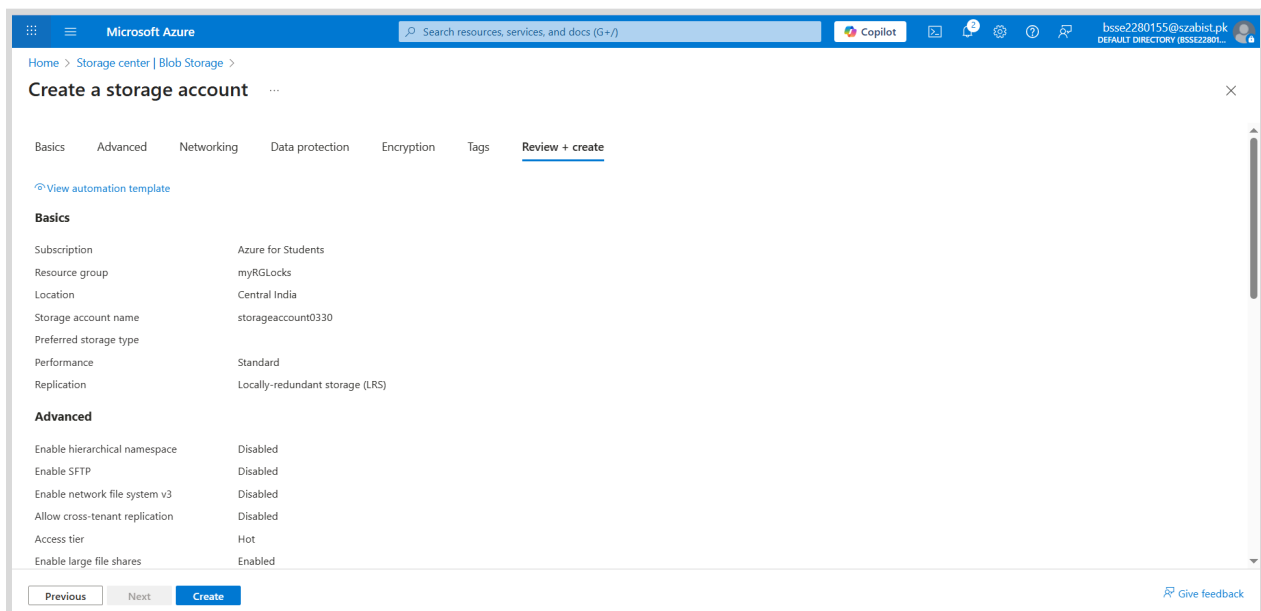 Microsoft Azure
Search resources, services, and docs (G+/)
Copilot
2
bsse2280155@szabist.pk
DEFAULT DIRECTORY (BSSE22801...
Home > Storage center | Blob Storage >
Create a storage account ...
Basics Advanced Networking Data protection Encryption Tags Review + create
View automation template
Basics
Subscription Azure for Students
Resource group myRGLocks
Location Central India
Storage account name storageaccount0330
Preferred storage type
Performance Standard
Replication Locally-redundant storage (LRS)
Advanced
Enable hierarchical namespace Disabled
Enable SFTP Disabled
Enable network file system v3 Disabled
Allow cross-tenant replication Disabled
Access tier Hot
Enable large file shares Enabled
Previous Next Create Give feedback